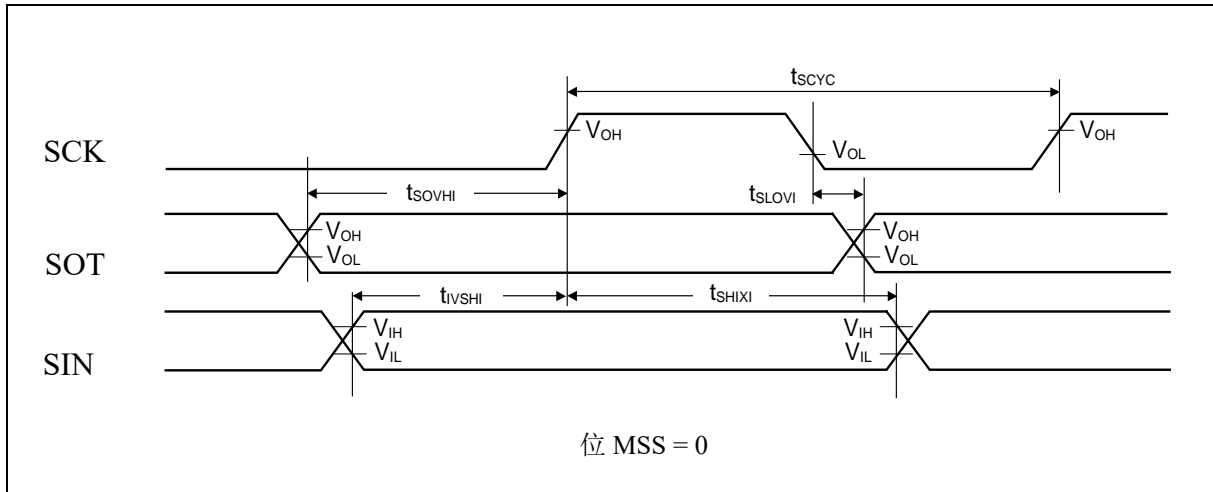 tSCYC
SCK
VOH
VOL
VOH
tSOVHI
tSLOVI
SOT
VOH
VOL
VOH
VOL
tIVSHI
tSHIXI
SIN
VIH
VIL
VIH
VIL
位 MSS = 0